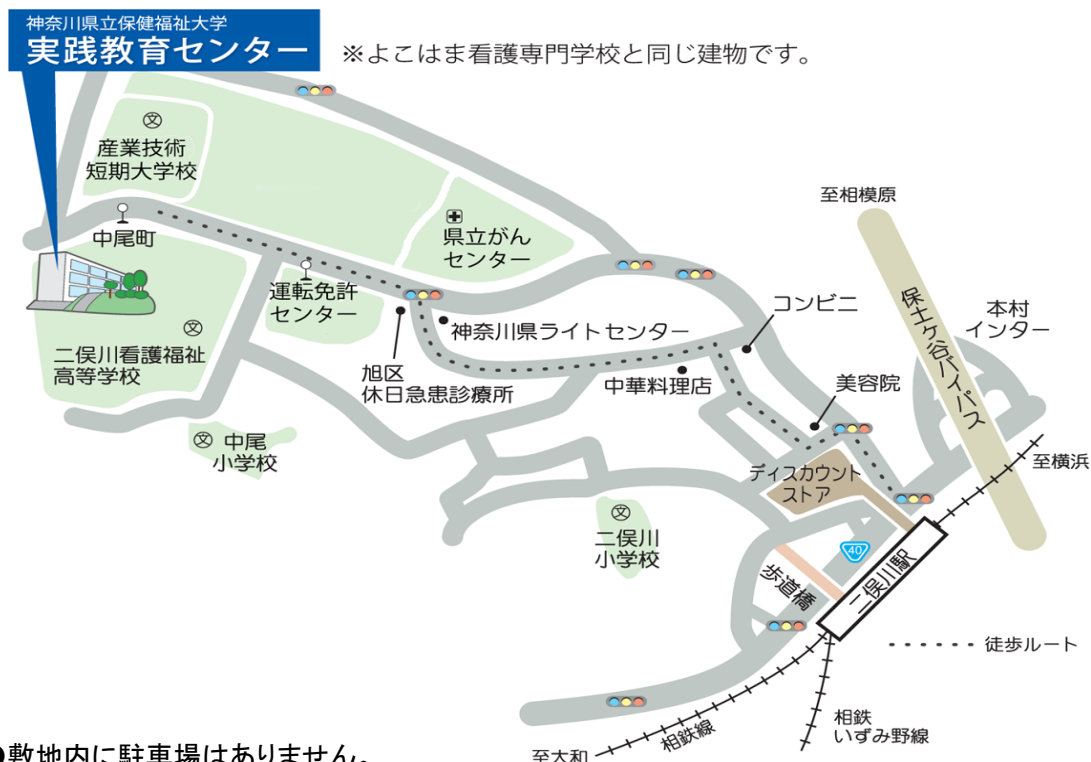 神奈川県立保健福祉大学
実践教育センター
※よこはま看護専門学校と同じ建物です。
文
産業技術
短期大学校
中尾町
県立がん
センター
至相模原
運転免許
センター
コンビニ
保土ヶ谷バイパス
本村
インター
神奈川県ライトセンター
文
二俣川看護福祉
高等学校
旭区
休日急患診療所
中華料理店
美容院
文
中尾
小学校
ディスカウント
ストア
至横浜
文
二俣川
小学校
40
二俣川駅
歩道橋
徒歩ルート
相鉄
いずみ野線
相鉄線
至大和
●敷地内に駐車場はありません。